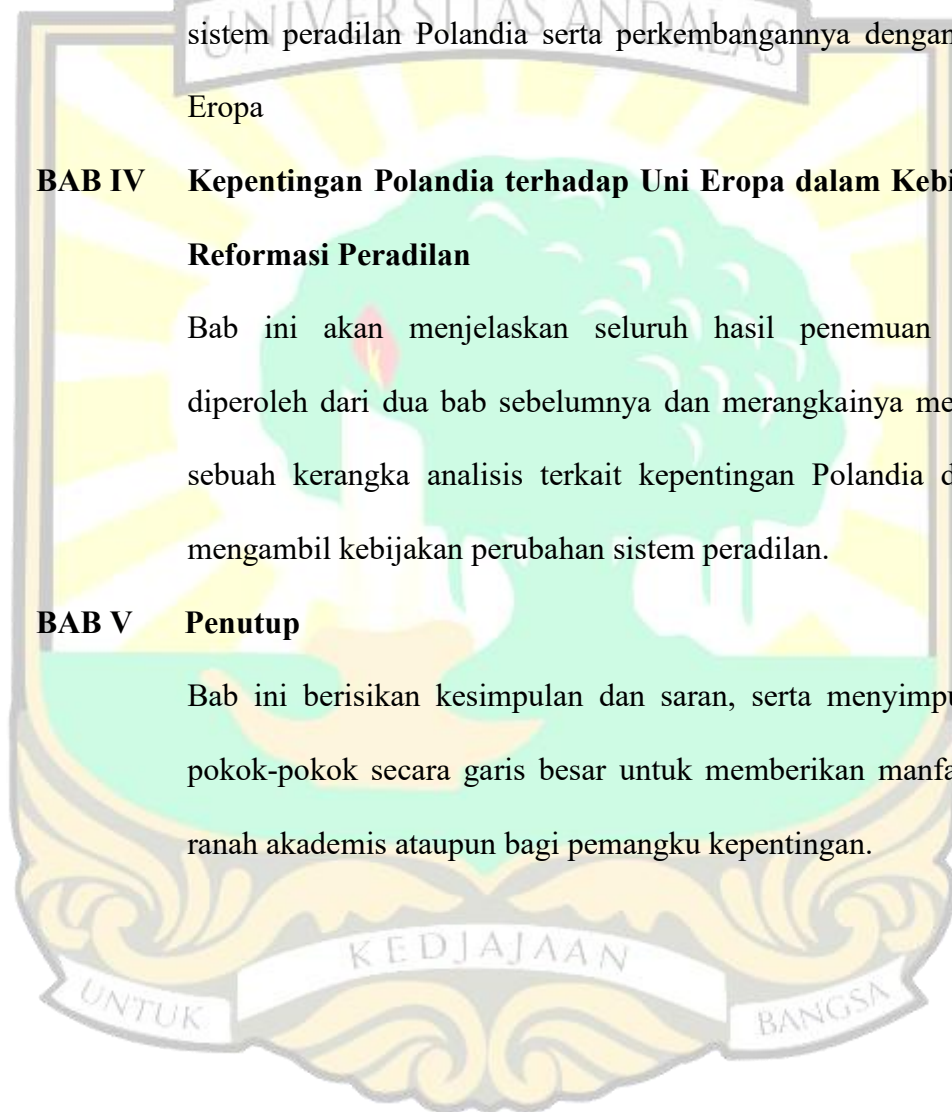 UNIVERSITAS ANDALAS
sistem peradilan Polandia serta perkembangannya dengan
Eropa
BAB IV Kepentingan Polandia terhadap Uni Eropa dalam Kebi
Reformasi Peradilan
Bab ini akan menjelaskan seluruh hasil penemuan
diperoleh dari dua bab sebelumnya dan merangkainya me
sebuah kerangka analisis terkait kepentingan Polandia d
mengambil kebijakan perubahan sistem peradilan.
BAB V Penutup
Bab ini berisikan kesimpulan dan saran, serta menyimpu
pokok-pokok secara garis besar untuk memberikan manfa
ranah akademis ataupun bagi pemangku kepentingan.
KEDJAJAAN
UNTUK BANGSA